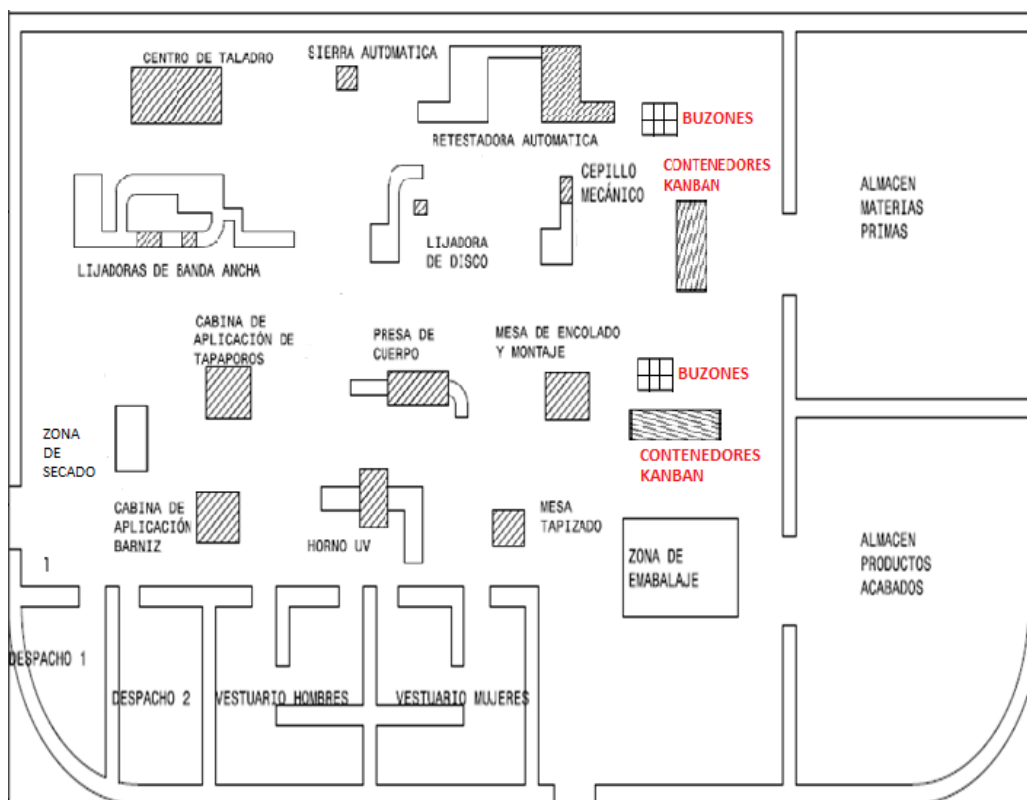 CENTRO DE TALADRO
SIERRA AUTOMATICA
RETESTADORA AUTOMATICA
BUZONES
CONTENEDORES
KANBAN
CEPILLO
MECÁNICO
ALMACEN
MATERIAS
PRIMAS
LIJADORA
DE DISCO
LIJADORAS DE BANDA ANCHA
CABINA DE
APLICACIÓN DE
TAPAPOROS
PRESA DE
CUERPO
MESA DE ENCOLADO
Y MONTAJE
BUZONES
ZONA
DE
SECADO
CONTENEDORES
KANBAN
CABINA DE
APLICACIÓN
BARNIZ
HORNO UV
MESA
TAPIZADO
ZONA DE
EMABALAJE
ALMACEN
PRODUCTOS
ACABADOS
1
DESPACHO 1
DESPACHO 2
VESTUARIO HOMBRES
VESTUARIO MUJERES